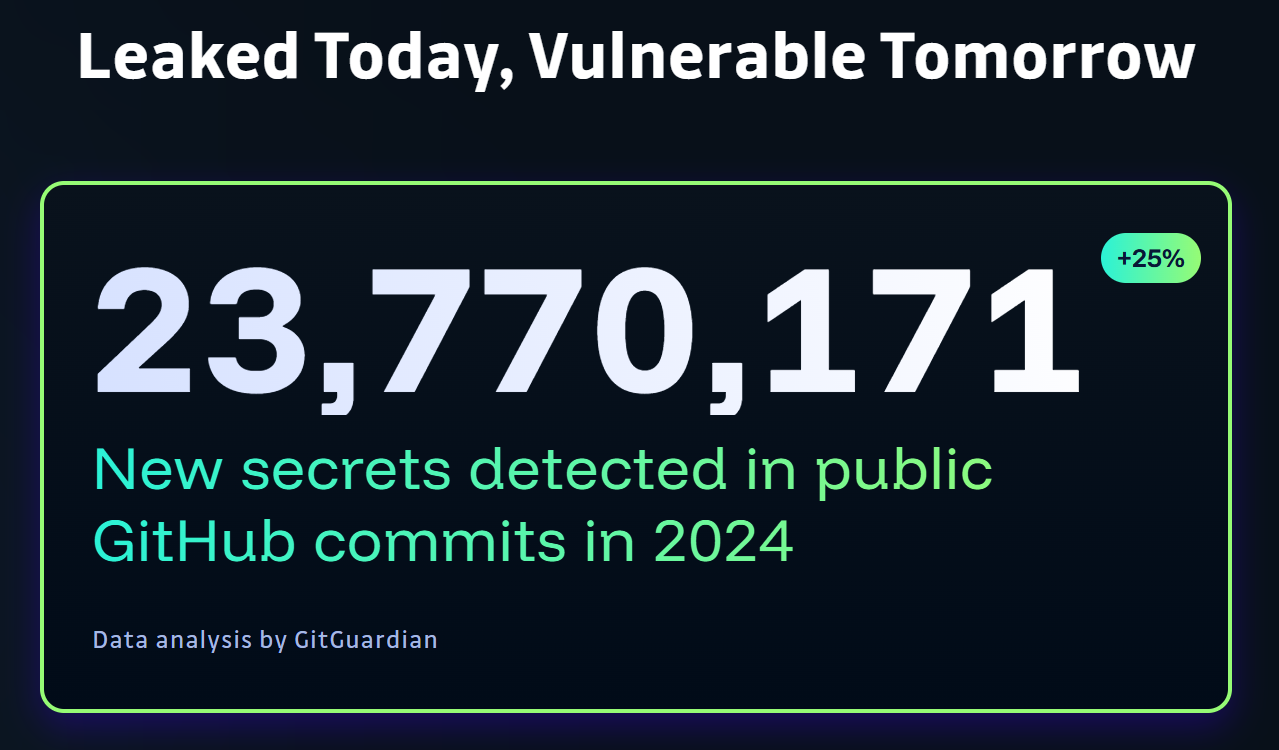 Leaked Today, Vulnerable Tomorrow
23,770,171
+25%
New secrets detected in public
GitHub commits in 2024
Data analysis by GitGuardian